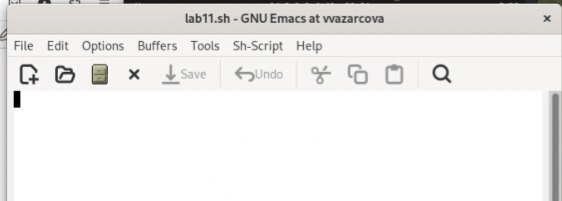 lab11.sh - GNU Emacs at vvazarcova
File Edit Options Buffers Tools Sh-Script Help
Save Undo